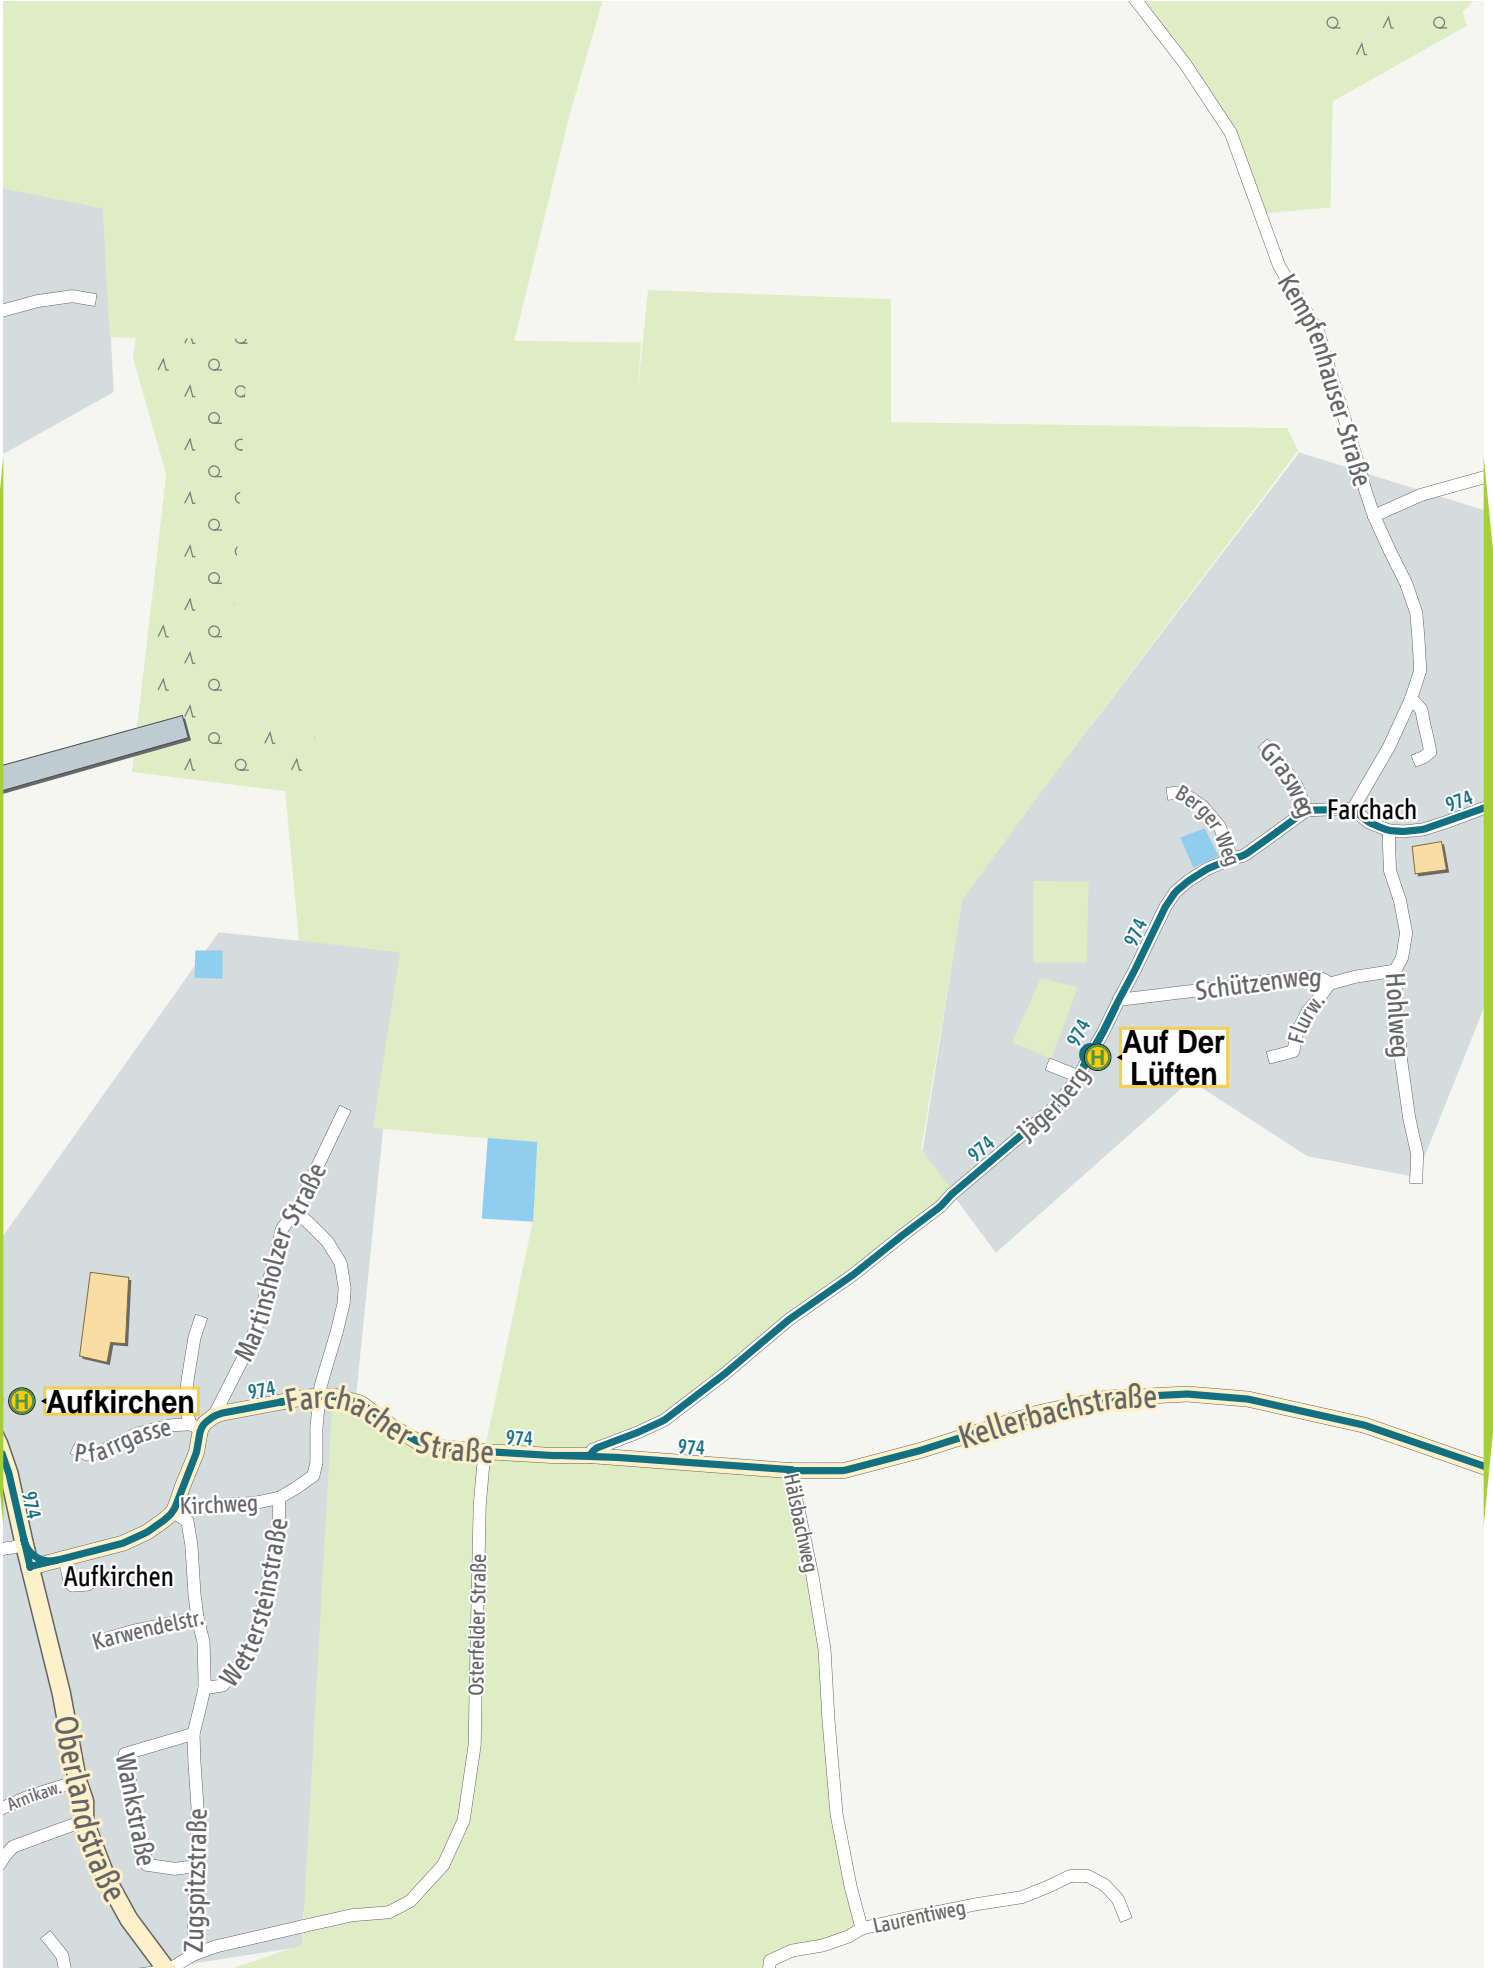 Kempfenhauser Straße
Grasweg
Berger Weg
Farchach
974
974
Schützenweg
Flurw.
Hohlweg
974
H
Auf Der
Lüften
Jägerberg
974
Martinsholzer Straße
H
Aufkirchen
974
Farchacher Straße
Pfarrgasse
974
974
Kellerbachstraße
974
Kirchweg
Hälsbachweg
Aufkirchen
Wettersteinstraße
Osterfelder Straße
Karwendelstr.
Oberlandstraße
Wankstraße
Arnikaw.
Zugspitzstraße
Laurentiweg